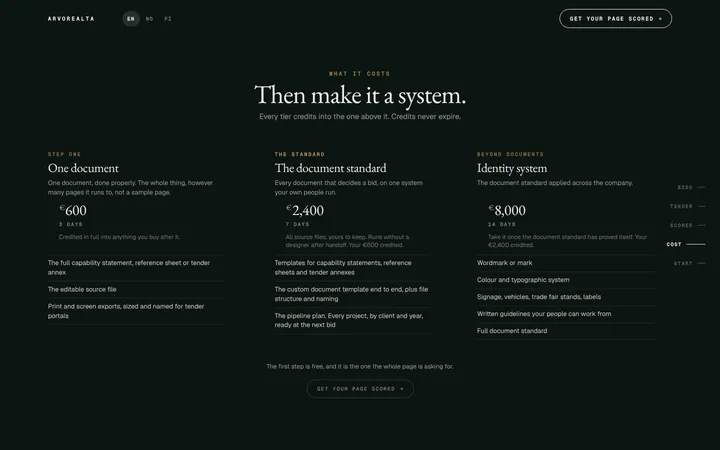 ARVOREALTA
EN NO FI
GET YOUR PAGE SCORED →
WHAT IT COSTS
Then make it a system.
Every tier credits into the one above it. Credits never expire.
STEP ONE
One document
One document, done properly. The whole thing, however
many pages it runs to, not a sample page.
€600
3 DAYS
Credited in full into anything you buy after it.
The full capability statement, reference sheet or tender
annex
The editable source file
Print and screen exports, sized and named for tender
portals
THE STANDARD
The document standard
Every document that decides a bid, on one system
your own people run.
€2,400
7 DAYS
All source files, yours to keep. Runs without a
designer after handoff. Your €600 credited.
Templates for capability statements, reference
sheets and tender annexes
The custom document template end to end, plus file
structure and naming
The pipeline plan. Every project, by client and year,
ready at the next bid
BEYOND DOCUMENTS
Identity system
The document standard applied across the company.
€8,000
14 DAYS
Take it once the document standard has proved itself. Your
€2,400 credited.
Wordmark or mark
Colour and typographic system
Signage, vehicles, trade fair stands, labels
Written guidelines your people can work from
Full document standard
BIDS
TENDER
SCORED
COST
START
The first step is free, and it is the one the whole page is asking for.
GET YOUR PAGE SCORED →